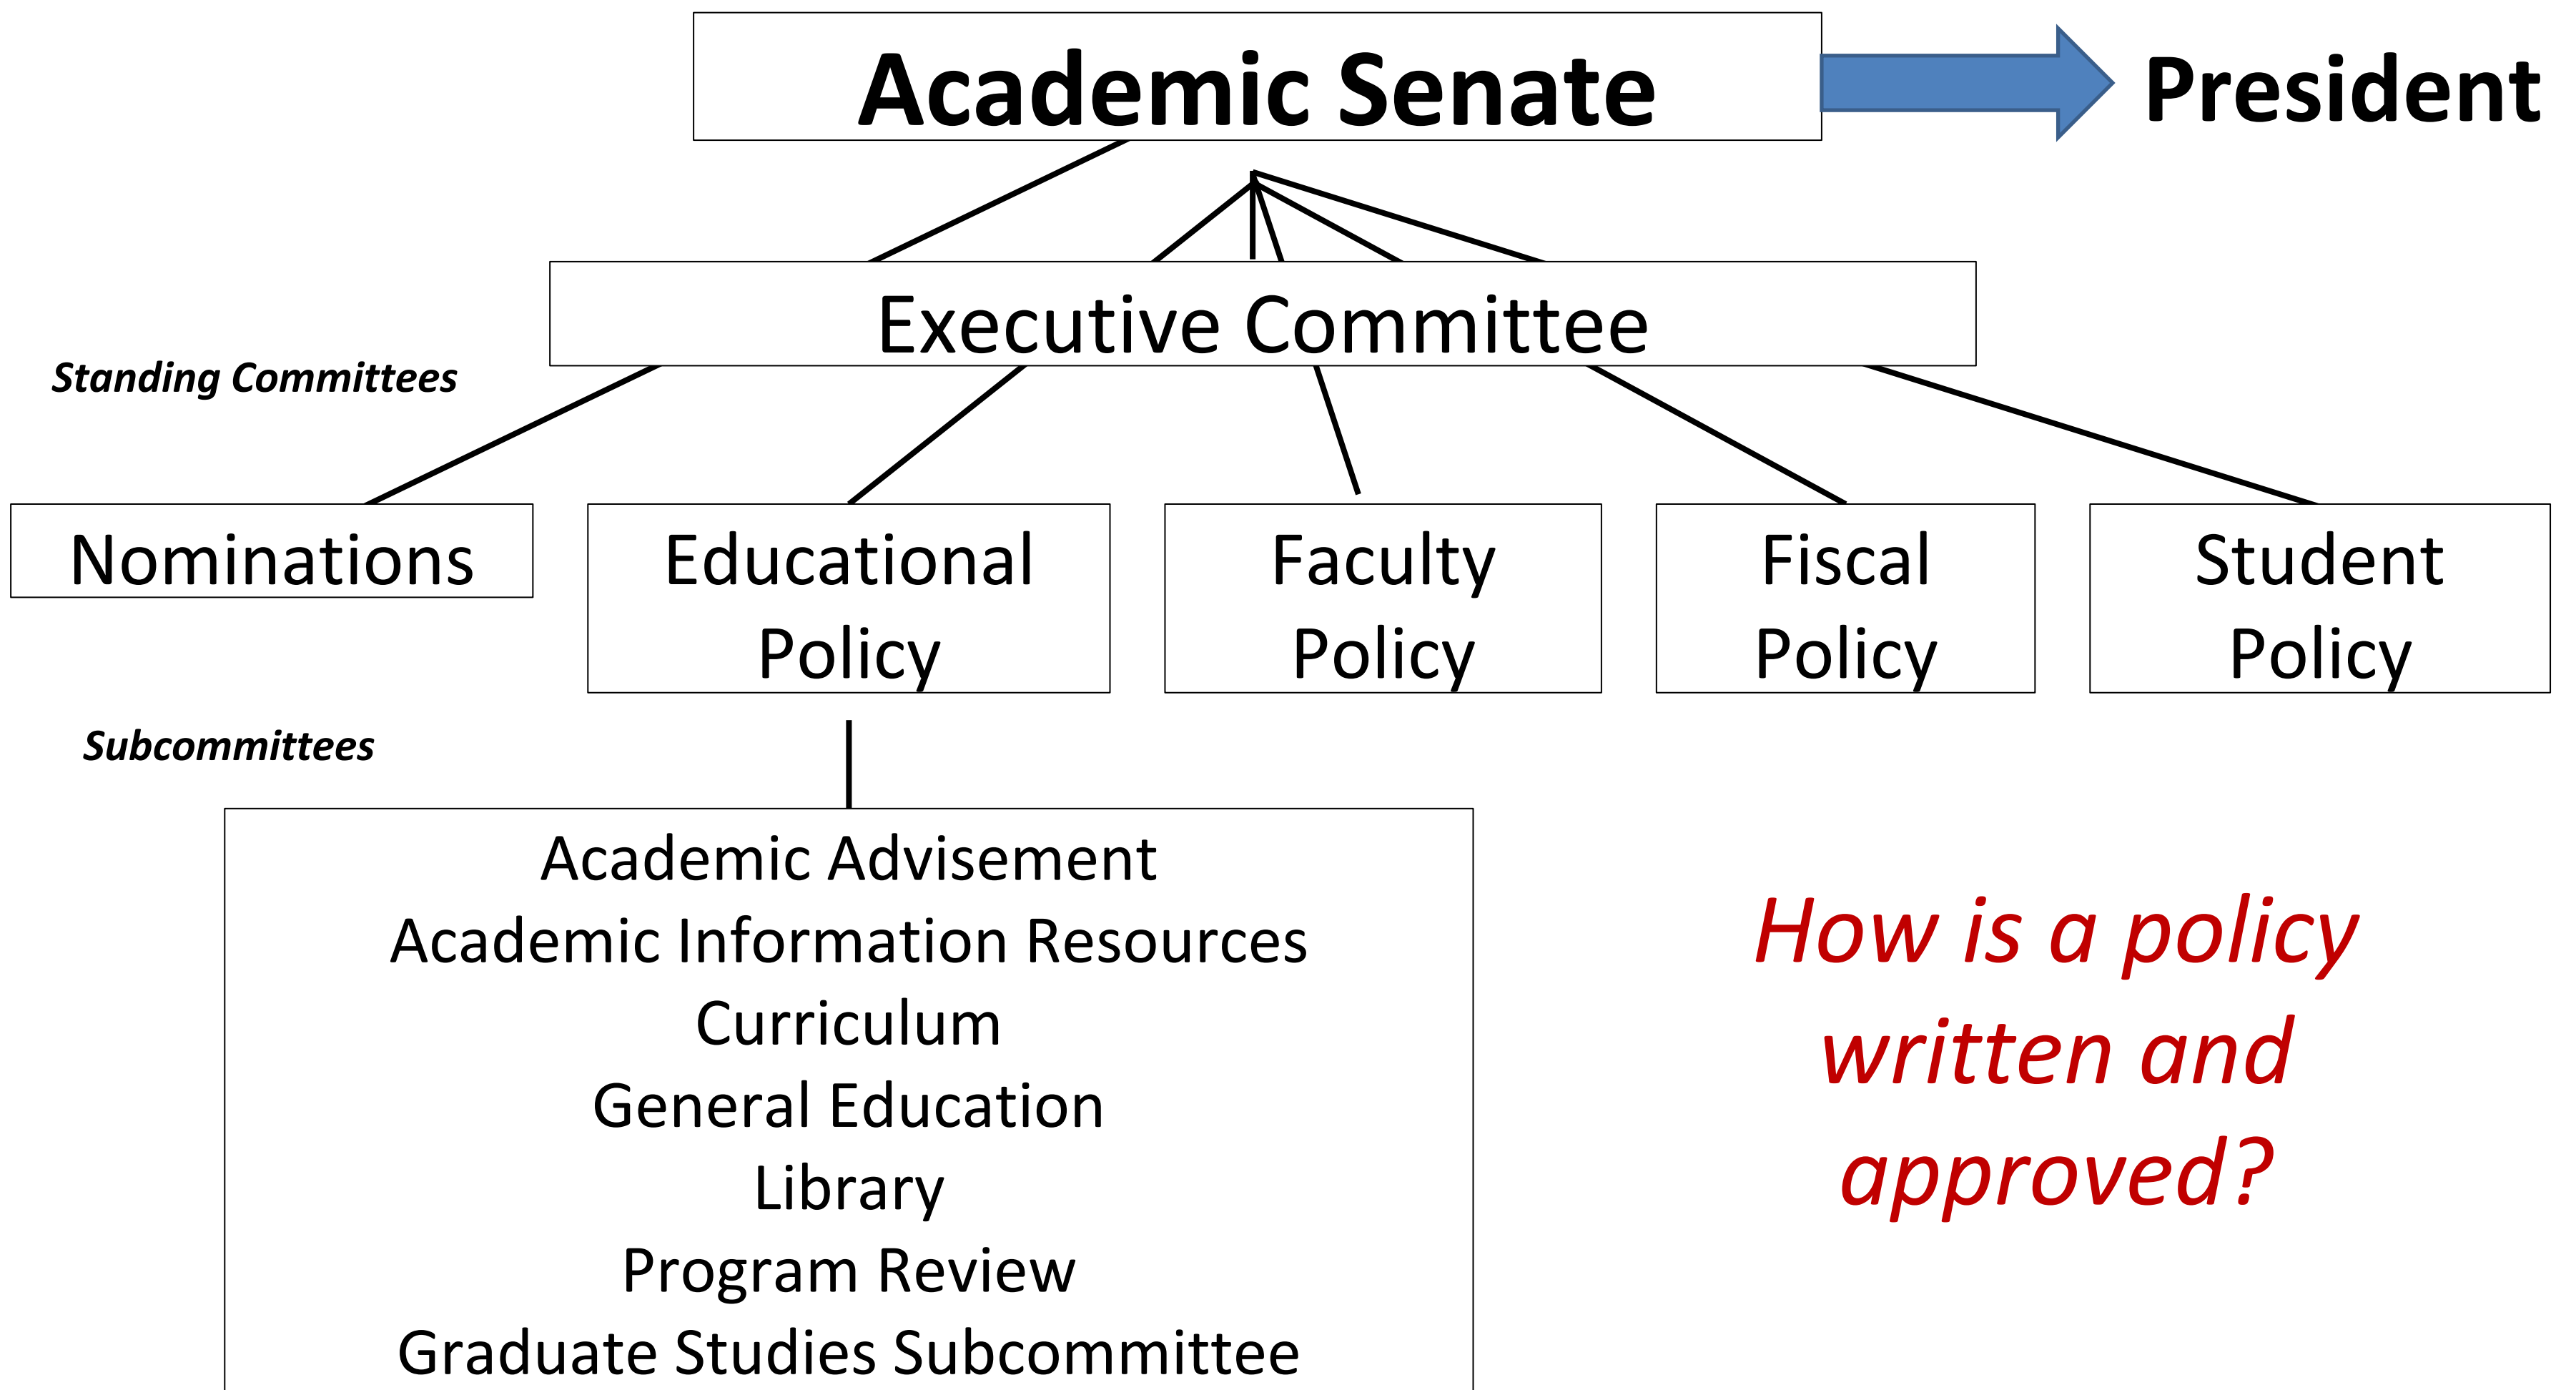 Academic Senate
President
Executive Committee
Standing Committees
Nominations
Educational
Policy
Faculty
Policy
Fiscal
Policy
Student
Policy
Subcommittees
Academic Advisement
Academic Information Resources
Curriculum
General Education
Library
Program Review
Graduate Studies Subcommittee
How is a policy
written and
approved?